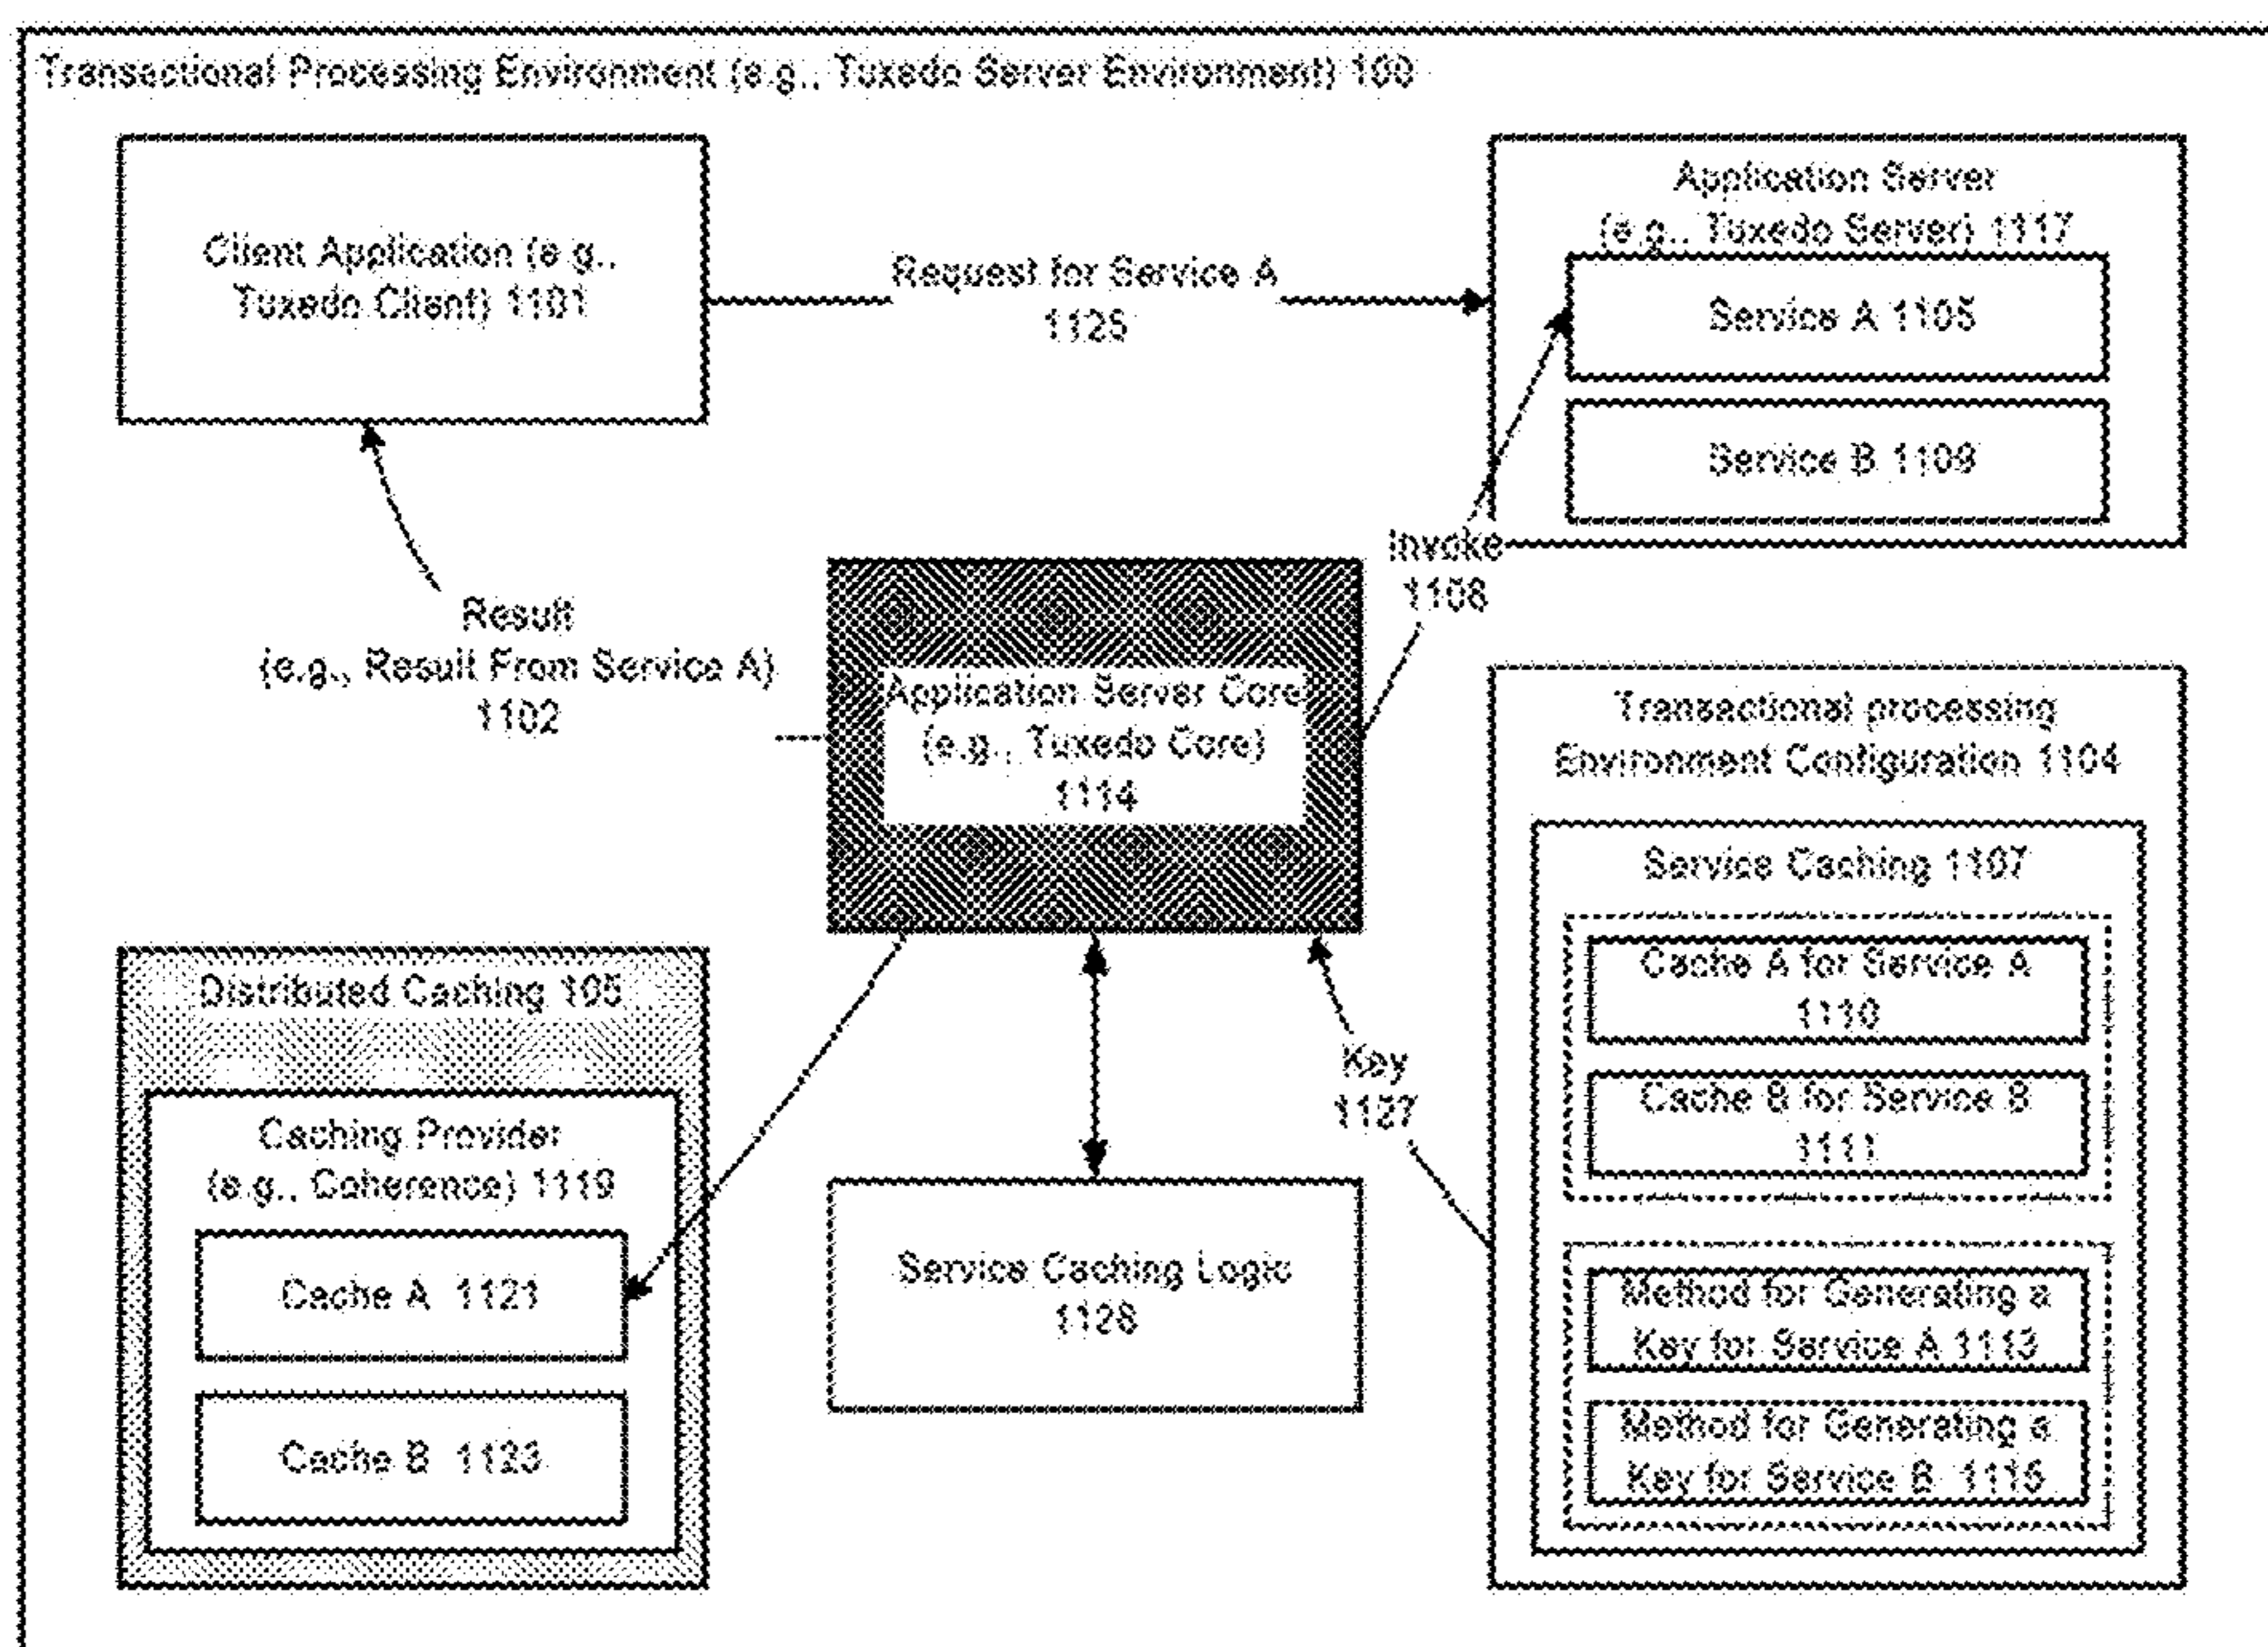 Transactional Processing Environment (e.g., Tuxedo Server Environment) 100
Client Application (e.g.,
Tuxedo Client) 1101
Request for Service A
1125
Application Server
(e.g., Tuxedo Server) 1117
Service A 1105
Service B 1109
Invoke
1108
Result
(e.g., Result From Service A)
1102
Application Server Core
(e.g., Tuxedo Core)
1114
Transactional processing
Environment Configuration 1104
Service Caching 1107
Cache A for Service A
1110
Cache B for Service B
1111
Method for Generating a
Key for Service A 1113
Method for Generating a
Key for Service B 1115
Key
1127
Distributed Caching 105
Caching Provider
(e.g., Coherence) 1119
Cache A 1121
Cache B 1123
Service Caching Logic
1128